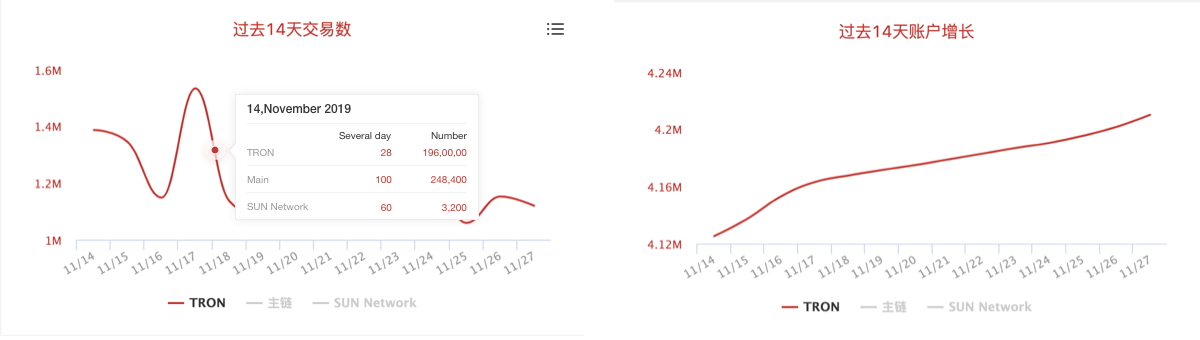 过去14天交易数
1.6M
1.4M
1.2M
1M
14,November 2019
Several day Number
TRON 28 196,00,00
Main 100 248,400
SUN Network 60 3,200
11/14 11/15 11/16 11/17 11/18 11/19 11/20 11/21 11/22 11/23 11/24 11/25 11/26 11/27
TRON 主链 SUN Network
过去14天账户增长
4.24M
4.2M
4.16M
4.12M
11/14 11/15 11/16 11/17 11/18 11/19 11/20 11/21 11/22 11/23 11/24 11/25 11/26 11/27
TRON 主链 SUN Network